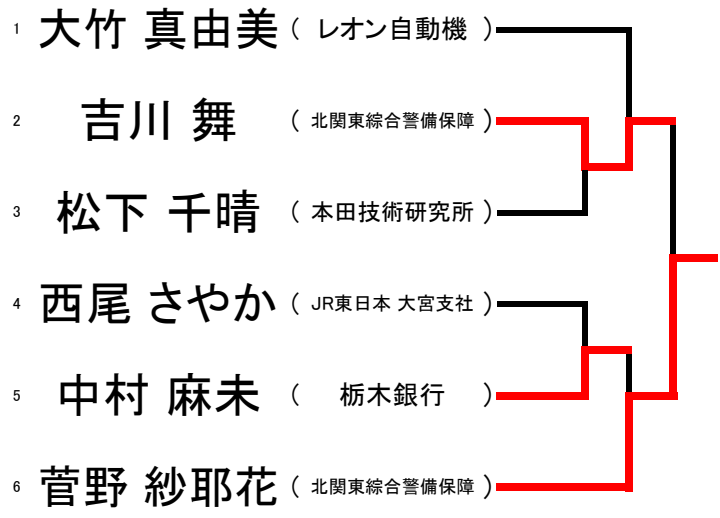 1 大竹 真由美 ( レオン自動機 )
2 吉川 舞 ( 北関東綜合警備保障 )
3 松下 千晴 ( 本田技術研究所 )
4 西尾 さやか ( JR東日本 大宮支社 )
5 中村 麻未 ( 栃木銀行 )
6 菅野 紗耶花 ( 北関東綜合警備保障 )